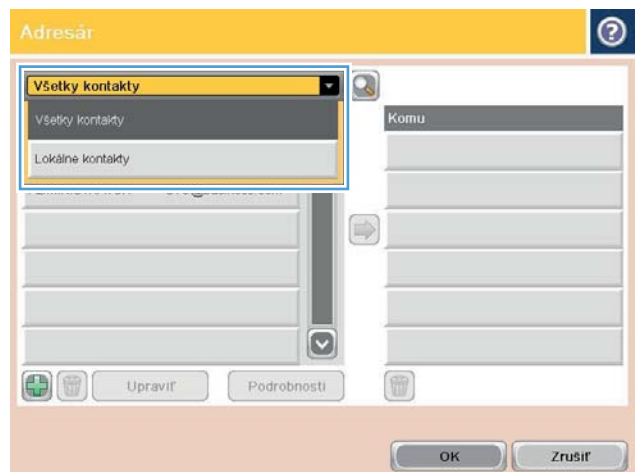 Adresár
Všetky kontakty
Všetky kontakty
Komu
Lokálne kontakty
Upraviť
Podrobnosti
OK
Zrušiť